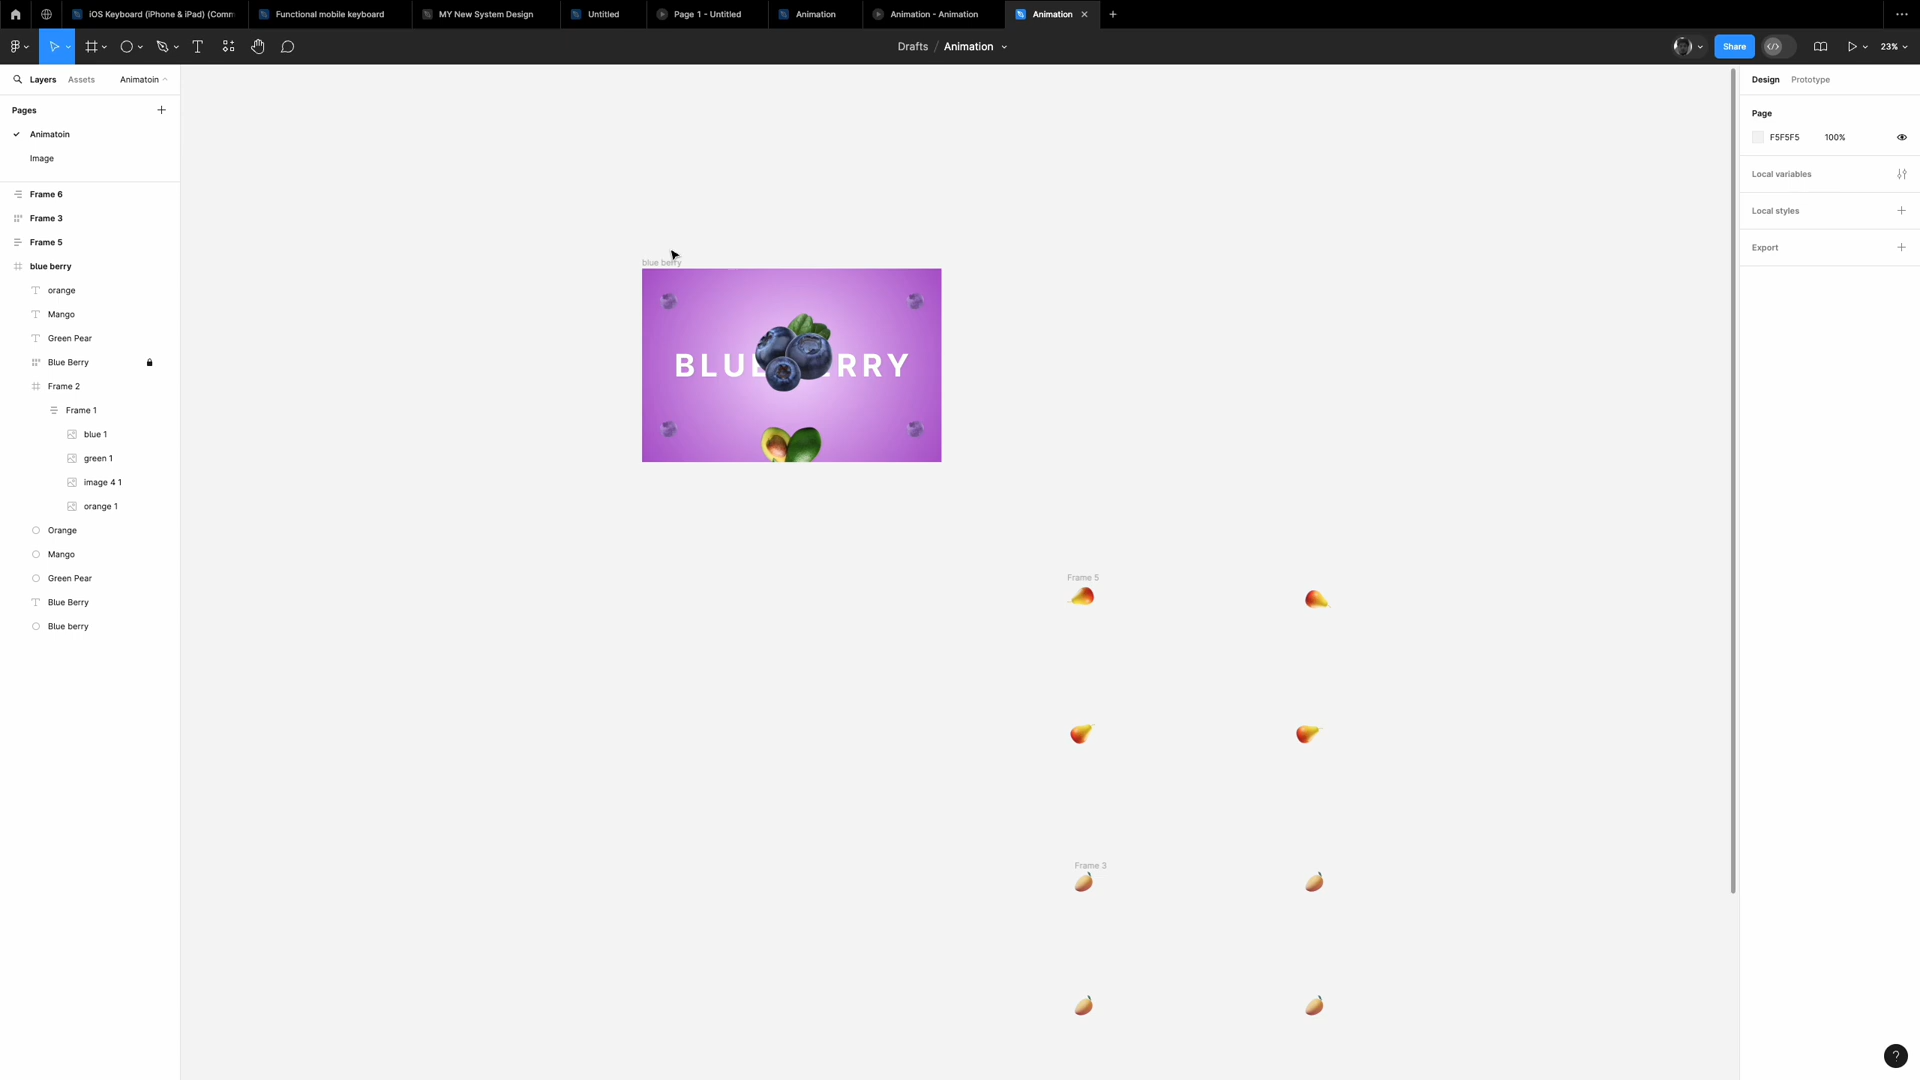 iOS Keyboard (iPhone & iPad) (Comm
Functional mobile keyboard
MY New System Design
Untitled
Page 1 - Untitled
Animation
Animation - Animation
Animation
Drafts / Animation
Share
23%
Layers
Assets
Animatoin
Pages
Animatoin
Image
Frame 6
Frame 3
Frame 5
blue berry
orange
Mango
Green Pear
Blue Berry
Frame 2
Frame 1
blue 1
green 1
image 4 1
orange 1
Orange
Mango
Green Pear
Blue Berry
Blue berry
blue berry
BLUE RRY
Frame 5
Frame 3
Design
Prototype
Page
F5F5F5
100%
Local variables
Local styles
Export
?